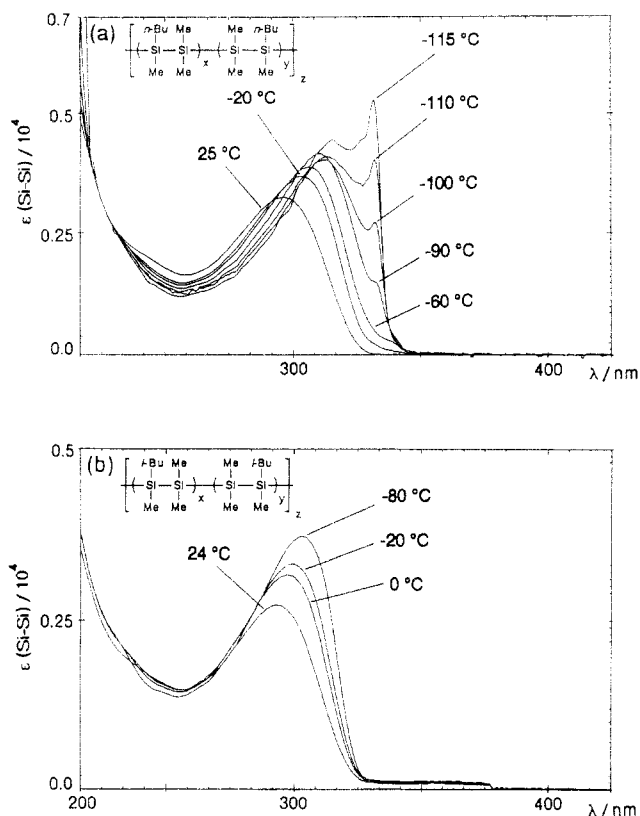 0.7
(a)
n-Bu Me Me Me
Si Si Si Si
Me Me Me n-Bu
x y z
-115 °C
-20 °C
-110 °C
0.5
25 °C
-100 °C
ε (Si-Si) / 10⁴
0.25
-90 °C
-60 °C
0.0
300 400
λ / nm
0.5
(b)
i-Bu Me Me i-Bu
Si Si Si Si
Me Me Me Me
x y z
-80 °C
24 °C
-20 °C
0 °C
ε (Si-Si) / 10⁴
0.25
0.0
200 300 400
λ / nm